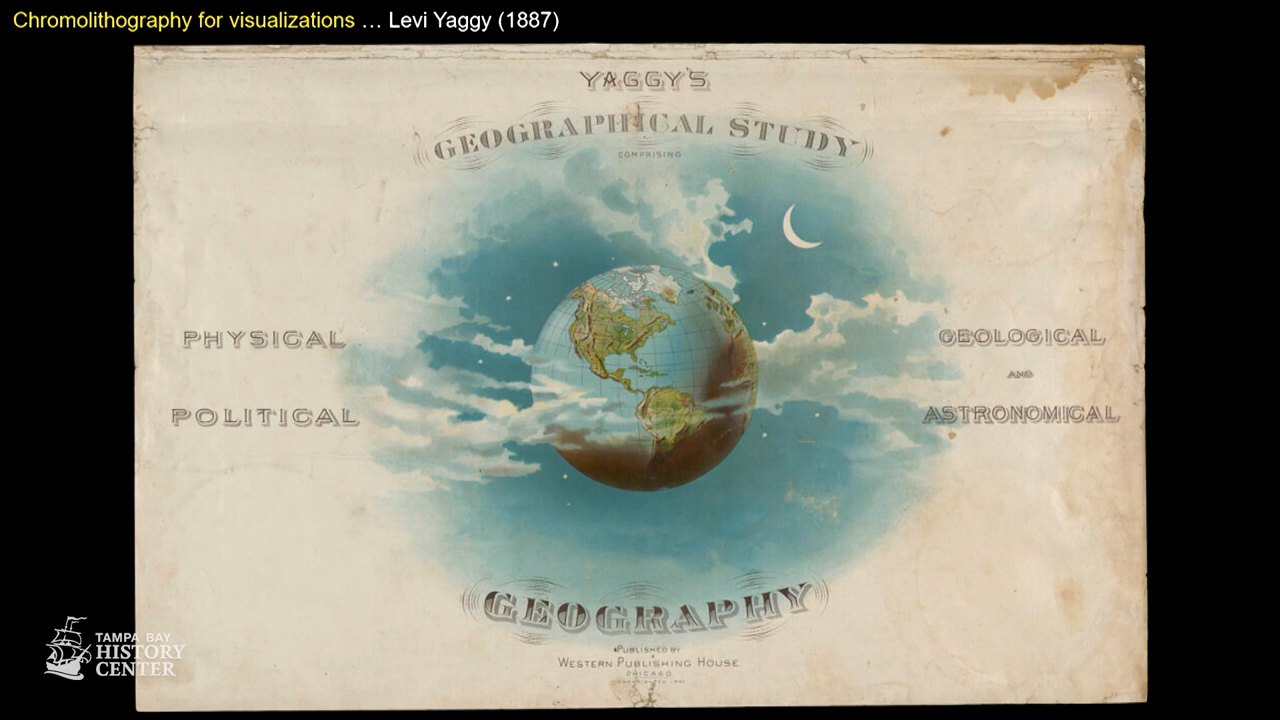 Chromolithography for visualizations … Levi Yaggy (1887)
YAGGY'S
GEOGRAPHICAL STUDY
COMPRISING
PHYSICAL
POLITICAL
GEOLOGICAL
AND
ASTRONOMICAL
GEOGRAPHY
PUBLISHED BY
WESTERN PUBLISHING HOUSE
CHICAGO
TAMPA BAY
HISTORY
CENTER